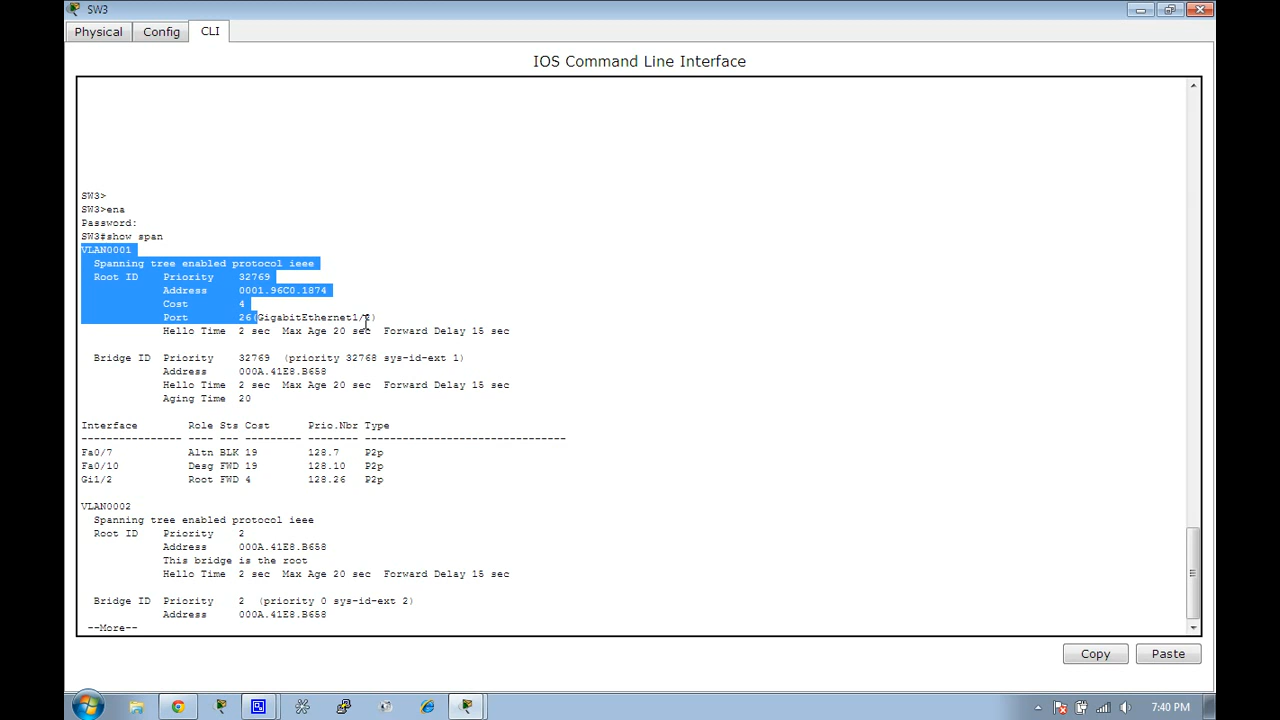 SW3
Physical
Config
CLI
IOS Command Line Interface
SW3>
SW3>ena
Password:
SW3#show span
VLAN0001
Spanning tree enabled protocol ieee
Root ID Priority 32769
Address 0001.96C0.1874
Cost 4
Port 26(GigabitEthernet1/2)
Hello Time 2 sec Max Age 20 sec Forward Delay 15 sec
Bridge ID Priority 32769 (priority 32768 sys-id-ext 1)
Address 000A.41E8.B658
Hello Time 2 sec Max Age 20 sec Forward Delay 15 sec
Aging Time 20
Interface Role Sts Cost Prio.Nbr Type
---------------- ---- --- --------- -------- --------------------------------
Fa0/7 Altn BLK 19 128.7 P2p
Fa0/10 Desg FWD 19 128.10 P2p
Gi1/2 Root FWD 4 128.26 P2p
VLAN0002
Spanning tree enabled protocol ieee
Root ID Priority 2
Address 000A.41E8.B658
This bridge is the root
Hello Time 2 sec Max Age 20 sec Forward Delay 15 sec
Bridge ID Priority 2 (priority 0 sys-id-ext 2)
Address 000A.41E8.B658
--More--
Copy
Paste
7:40 PM